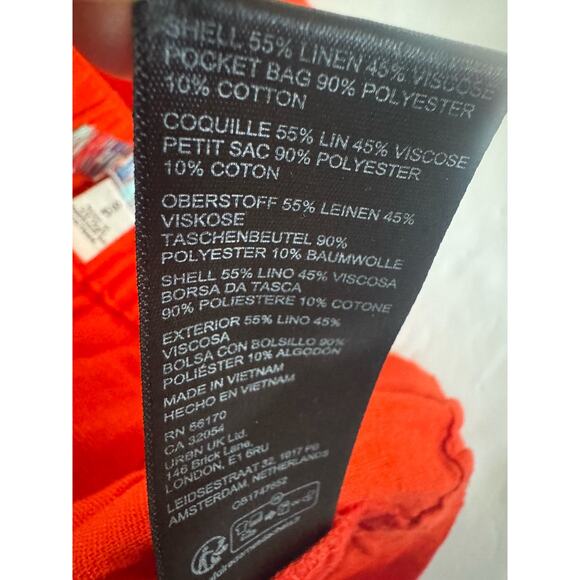 SHELL 55% LINEN 45% VISCOSE
POCKET BAG 90% POLYESTER
10% COTTON
COQUILLE 55% LIN 45% VISCOSE
PETIT SAC 90% POLYESTER
10% COTON
OBERSTOFF 55% LEINEN 45%
VISKOSE
TASCHENBEUTEL 90%
POLYESTER 10% BAUMWOLLE
SHELL 55% LINO 45% VISCOSA
BORSA DA TASCA
90% POLIESTERE 10% COTONE
EXTERIOR 55% LINO 45%
VISCOSA
BOLSA CON BOLSILLO 90%
POLIÉSTER 10% ALGODÓN
MADE IN VIETNAM
HECHO EN VIETNAM
RN 66170
CA 32054
URBN UK Ltd.
146 Brick Lane,
LONDON, E1 6RU
LEIDSESTRAAT 32, 1017 PB
AMSTERDAM, NETHERLANDS
OB1747652